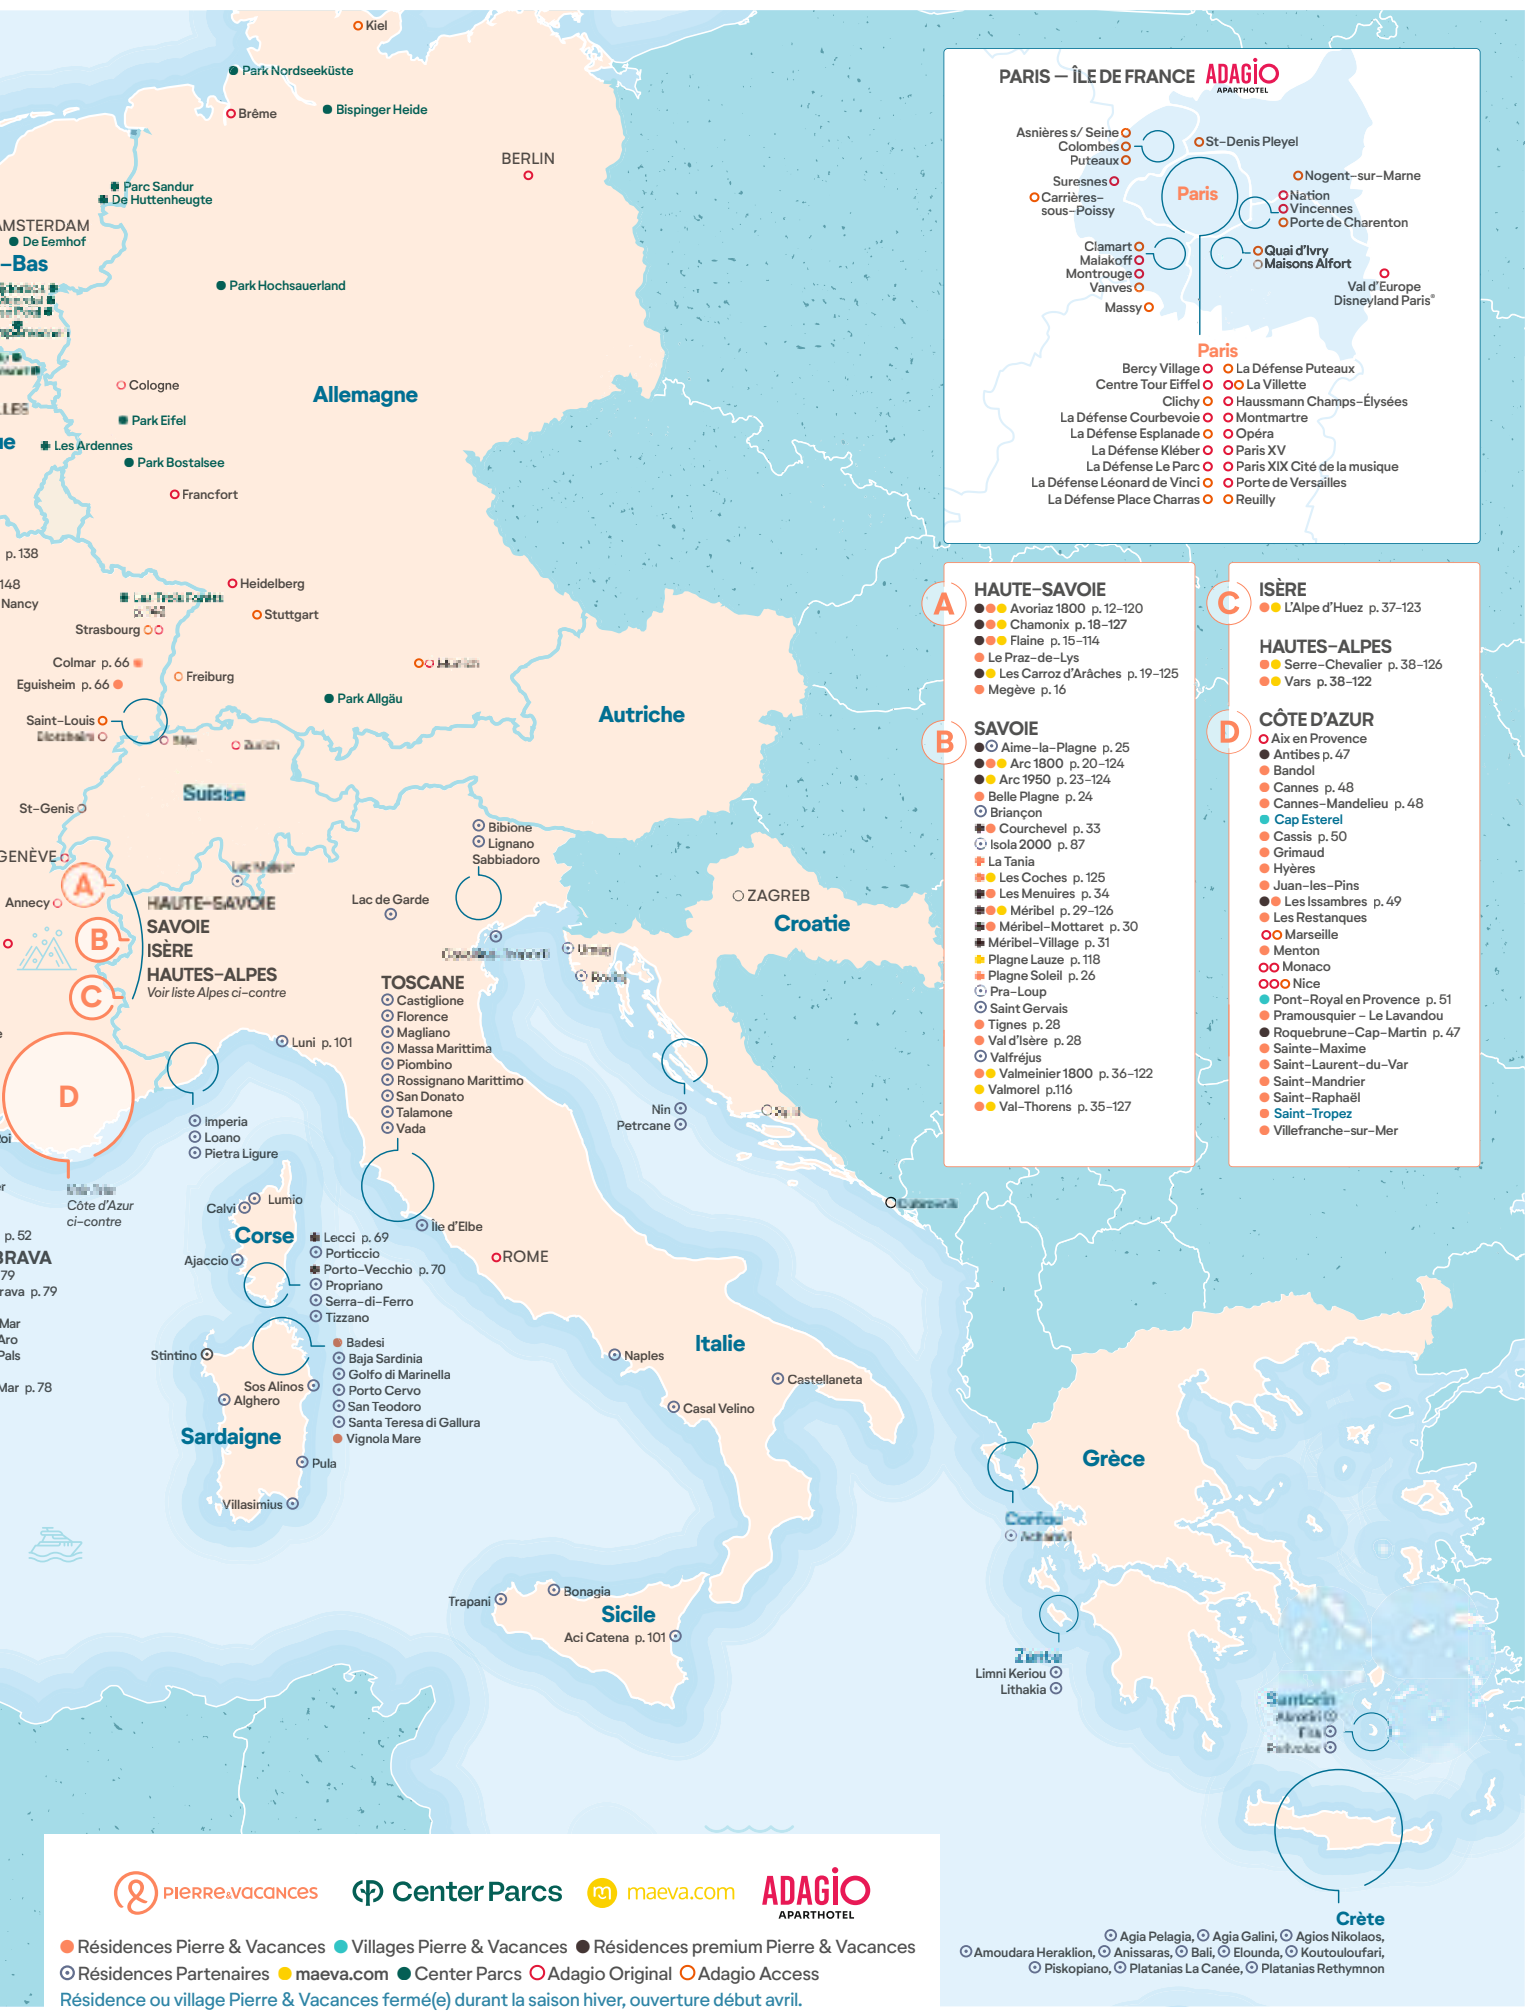 Kiel
Park Nordseeküste
Brême
Bispinger Heide
BERLIN
Parc Sandur
De Huttenheugte
AMSTERDAM
De Eemhof
-Bas
Park Hochsauerland
Cologne
Allemagne
Park Eifel
Les Ardennes
Park Bostalsee
Francfort
p. 138
148
Nancy
Heidelberg
Stuttgart
Strasbourg
Colmar p. 66
Eguisheim p. 66
Freiburg
Park Allgäu
Saint-Louis
Autriche
Zurich
Suisse
St-Genis
GENÈVE
Annecy
A
B
C
HAUTE-SAVOIE
SAVOIE
ISÈRE
HAUTES-ALPES
Voir liste Alpes ci-contre
Bibione
Lignano
Sabbiadoro
Lac de Garde
ZAGREB
Croatie
Umag
Rovinj
D
Côte d'Azur
ci-contre
Luni p. 101
Imperia
Loano
Pietra Ligure
TOSCANE
Castiglione
Florence
Magliano
Massa Marittima
Piombino
Rossignano Marittimo
San Donato
Talamone
Vada
Nin
Petrcane
Split
Dubrovnik
Île d'Elbe
ROME
Lumio
Calvi
Corse
Ajaccio
Lecci p. 69
Porticcio
Porto-Vecchio p. 70
Propriano
Serra-di-Ferro
Tizzano
p. 52
BRAVA
79
rava p. 79
Mar
Aro
Pals
Mar p. 78
Stintino
Badesi
Baja Sardinia
Golfo di Marinella
Porto Cervo
San Teodoro
Santa Teresa di Gallura
Vignola Mare
Sos Alinos
Alghero
Sardaigne
Pula
Villasimius
Italie
Naples
Castellaneta
Casal Velino
Trapani
Bonagia
Sicile
Aci Catena p. 101
Grèce
Corfou
Zante
Limni Keriou
Lithakia
Santorin
Crète
Agia Pelagia, Agia Galini, Agios Nikolaos,
Amoudara Heraklion, Anissaras, Bali, Elounda, Koutouloufari,
Piskopiano, Platanias La Canée, Platanias Rethymnon
PARIS – ÎLE DE FRANCE ADAGIO
APARTHOTEL
Asnières s/ Seine
Colombes
Puteaux
St-Denis Pleyel
Suresnes
Carrières-
sous-Poissy
Paris
Nogent-sur-Marne
Nation
Vincennes
Porte de Charenton
Clamart
Malakoff
Montrouge
Vanves
Massy
Quai d'Ivry
Maisons Alfort
Val d'Europe
Disneyland Paris®
Paris
Bercy Village La Défense Puteaux
Centre Tour Eiffel La Villette
Clichy Haussmann Champs-Élysées
La Défense Courbevoie Montmartre
La Défense Esplanade Opéra
La Défense Kléber Paris XV
La Défense Le Parc Paris XIX Cité de la musique
La Défense Léonard de Vinci Porte de Versailles
La Défense Place Charras Reuilly
A
HAUTE-SAVOIE
Avoriaz 1800 p. 12-120
Chamonix p. 18-127
Flaine p. 15-114
Le Praz-de-Lys
Les Carroz d'Arâches p. 19-125
Megève p. 16
B
SAVOIE
Aime-la-Plagne p. 25
Arc 1800 p. 20-124
Arc 1950 p. 23-124
Belle Plagne p. 24
Briançon
Courchevel p. 33
Isola 2000 p. 87
La Tania
Les Coches p. 125
Les Menuires p. 34
Méribel p. 29-126
Méribel-Mottaret p. 30
Méribel-Village p. 31
Plagne Lauze p. 118
Plagne Soleil p. 26
Pra-Loup
Saint Gervais
Tignes p. 28
Val d'Isère p. 28
Valfréjus
Valmeinier 1800 p. 36-122
Valmorel p.116
Val-Thorens p. 35-127
C
ISÈRE
L'Alpe d'Huez p. 37-123
HAUTES-ALPES
Serre-Chevalier p. 38-126
Vars p. 38-122
D
CÔTE D'AZUR
Aix en Provence
Antibes p. 47
Bandol
Cannes p. 48
Cannes-Mandelieu p. 48
Cap Esterel
Cassis p. 50
Grimaud
Hyères
Juan-les-Pins
Les Issambres p. 49
Les Restanques
Marseille
Menton
Monaco
Nice
Pont-Royal en Provence p. 51
Pramousquier - Le Lavandou
Roquebrune-Cap-Martin p. 47
Sainte-Maxime
Saint-Laurent-du-Var
Saint-Mandrier
Saint-Raphaël
Saint-Tropez
Villefranche-sur-Mer
PIERRE & VACANCES Center Parcs maeva.com ADAGIO
APARTHOTEL
Résidences Pierre & Vacances Villages Pierre & Vacances Résidences premium Pierre & Vacances
Résidences Partenaires maeva.com Center Parcs Adagio Original Adagio Access
Résidence ou village Pierre & Vacances fermé(e) durant la saison hiver, ouverture début avril.